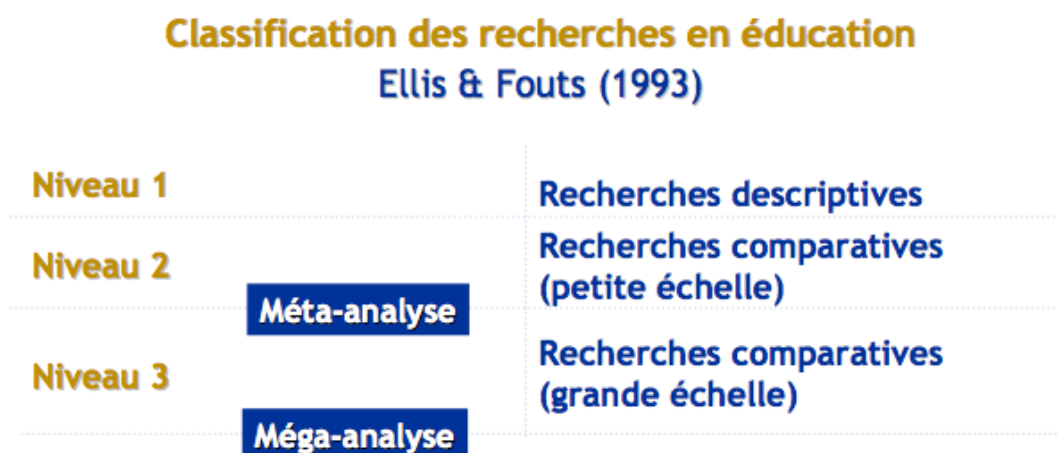 Classification des recherches en éducation
Ellis & Fouts (1993)
Niveau 1
Recherches descriptives
Niveau 2
Recherches comparatives
(petite échelle)
Méta-analyse
Niveau 3
Recherches comparatives
(grande échelle)
Méga-analyse